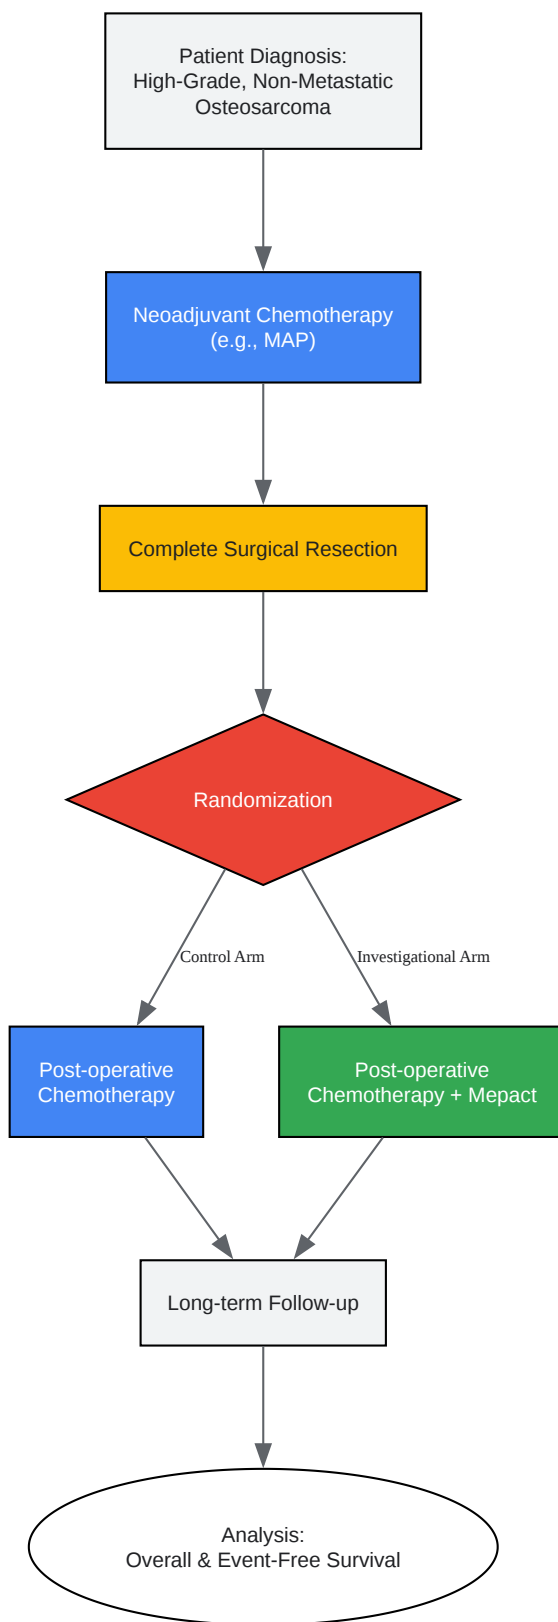 Patient Diagnosis:
High-Grade, Non-Metastatic
Osteosarcoma
Neoadjuvant Chemotherapy
(e.g., MAP)
Complete Surgical Resection
Randomization
Control Arm
Investigational Arm
Post-operative
Chemotherapy
Post-operative
Chemotherapy + Mepact
Long-term Follow-up
Analysis:
Overall & Event-Free Survival